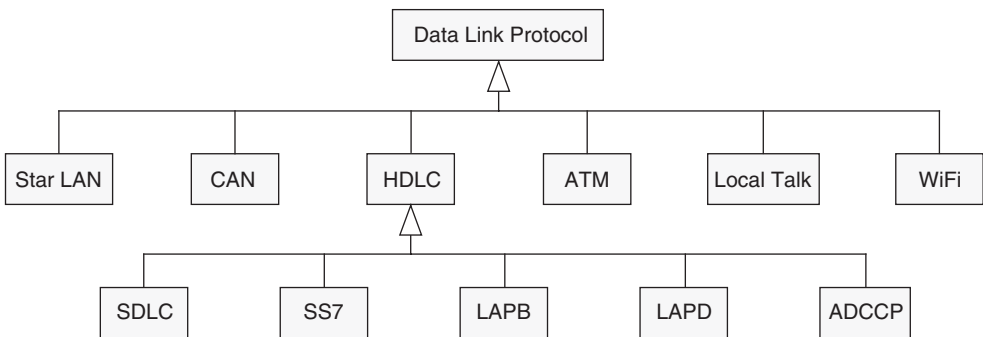 Data Link Protocol
Star LAN
CAN
HDLC
ATM
Local Talk
WiFi
SDLC
SS7
LAPB
LAPD
ADCCP